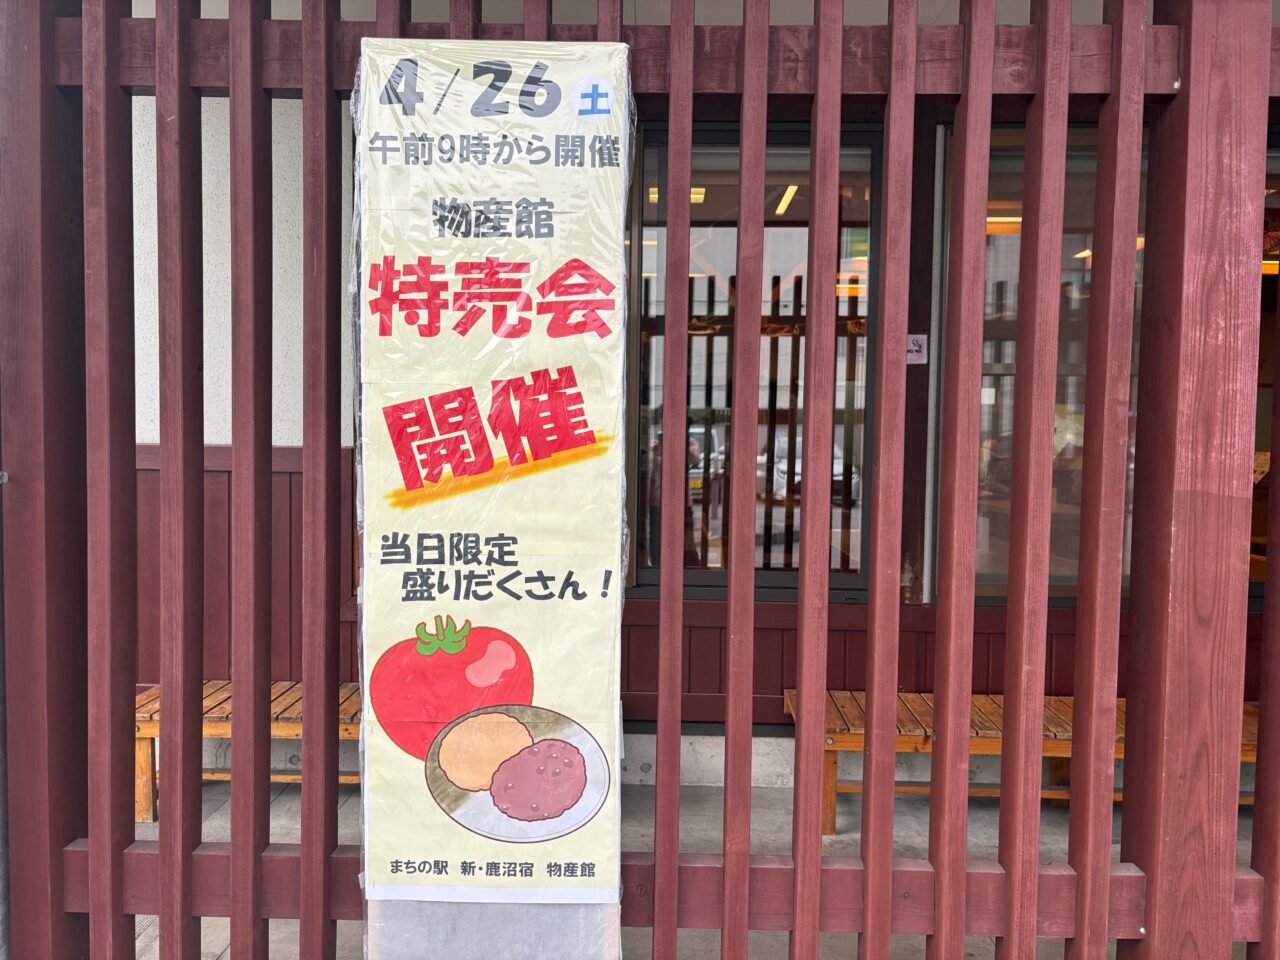 4/26 土
午前9時から開催
物産館
特売会
開催
当日限定
盛りだくさん！
まちの駅 新・鹿沼宿 物産館